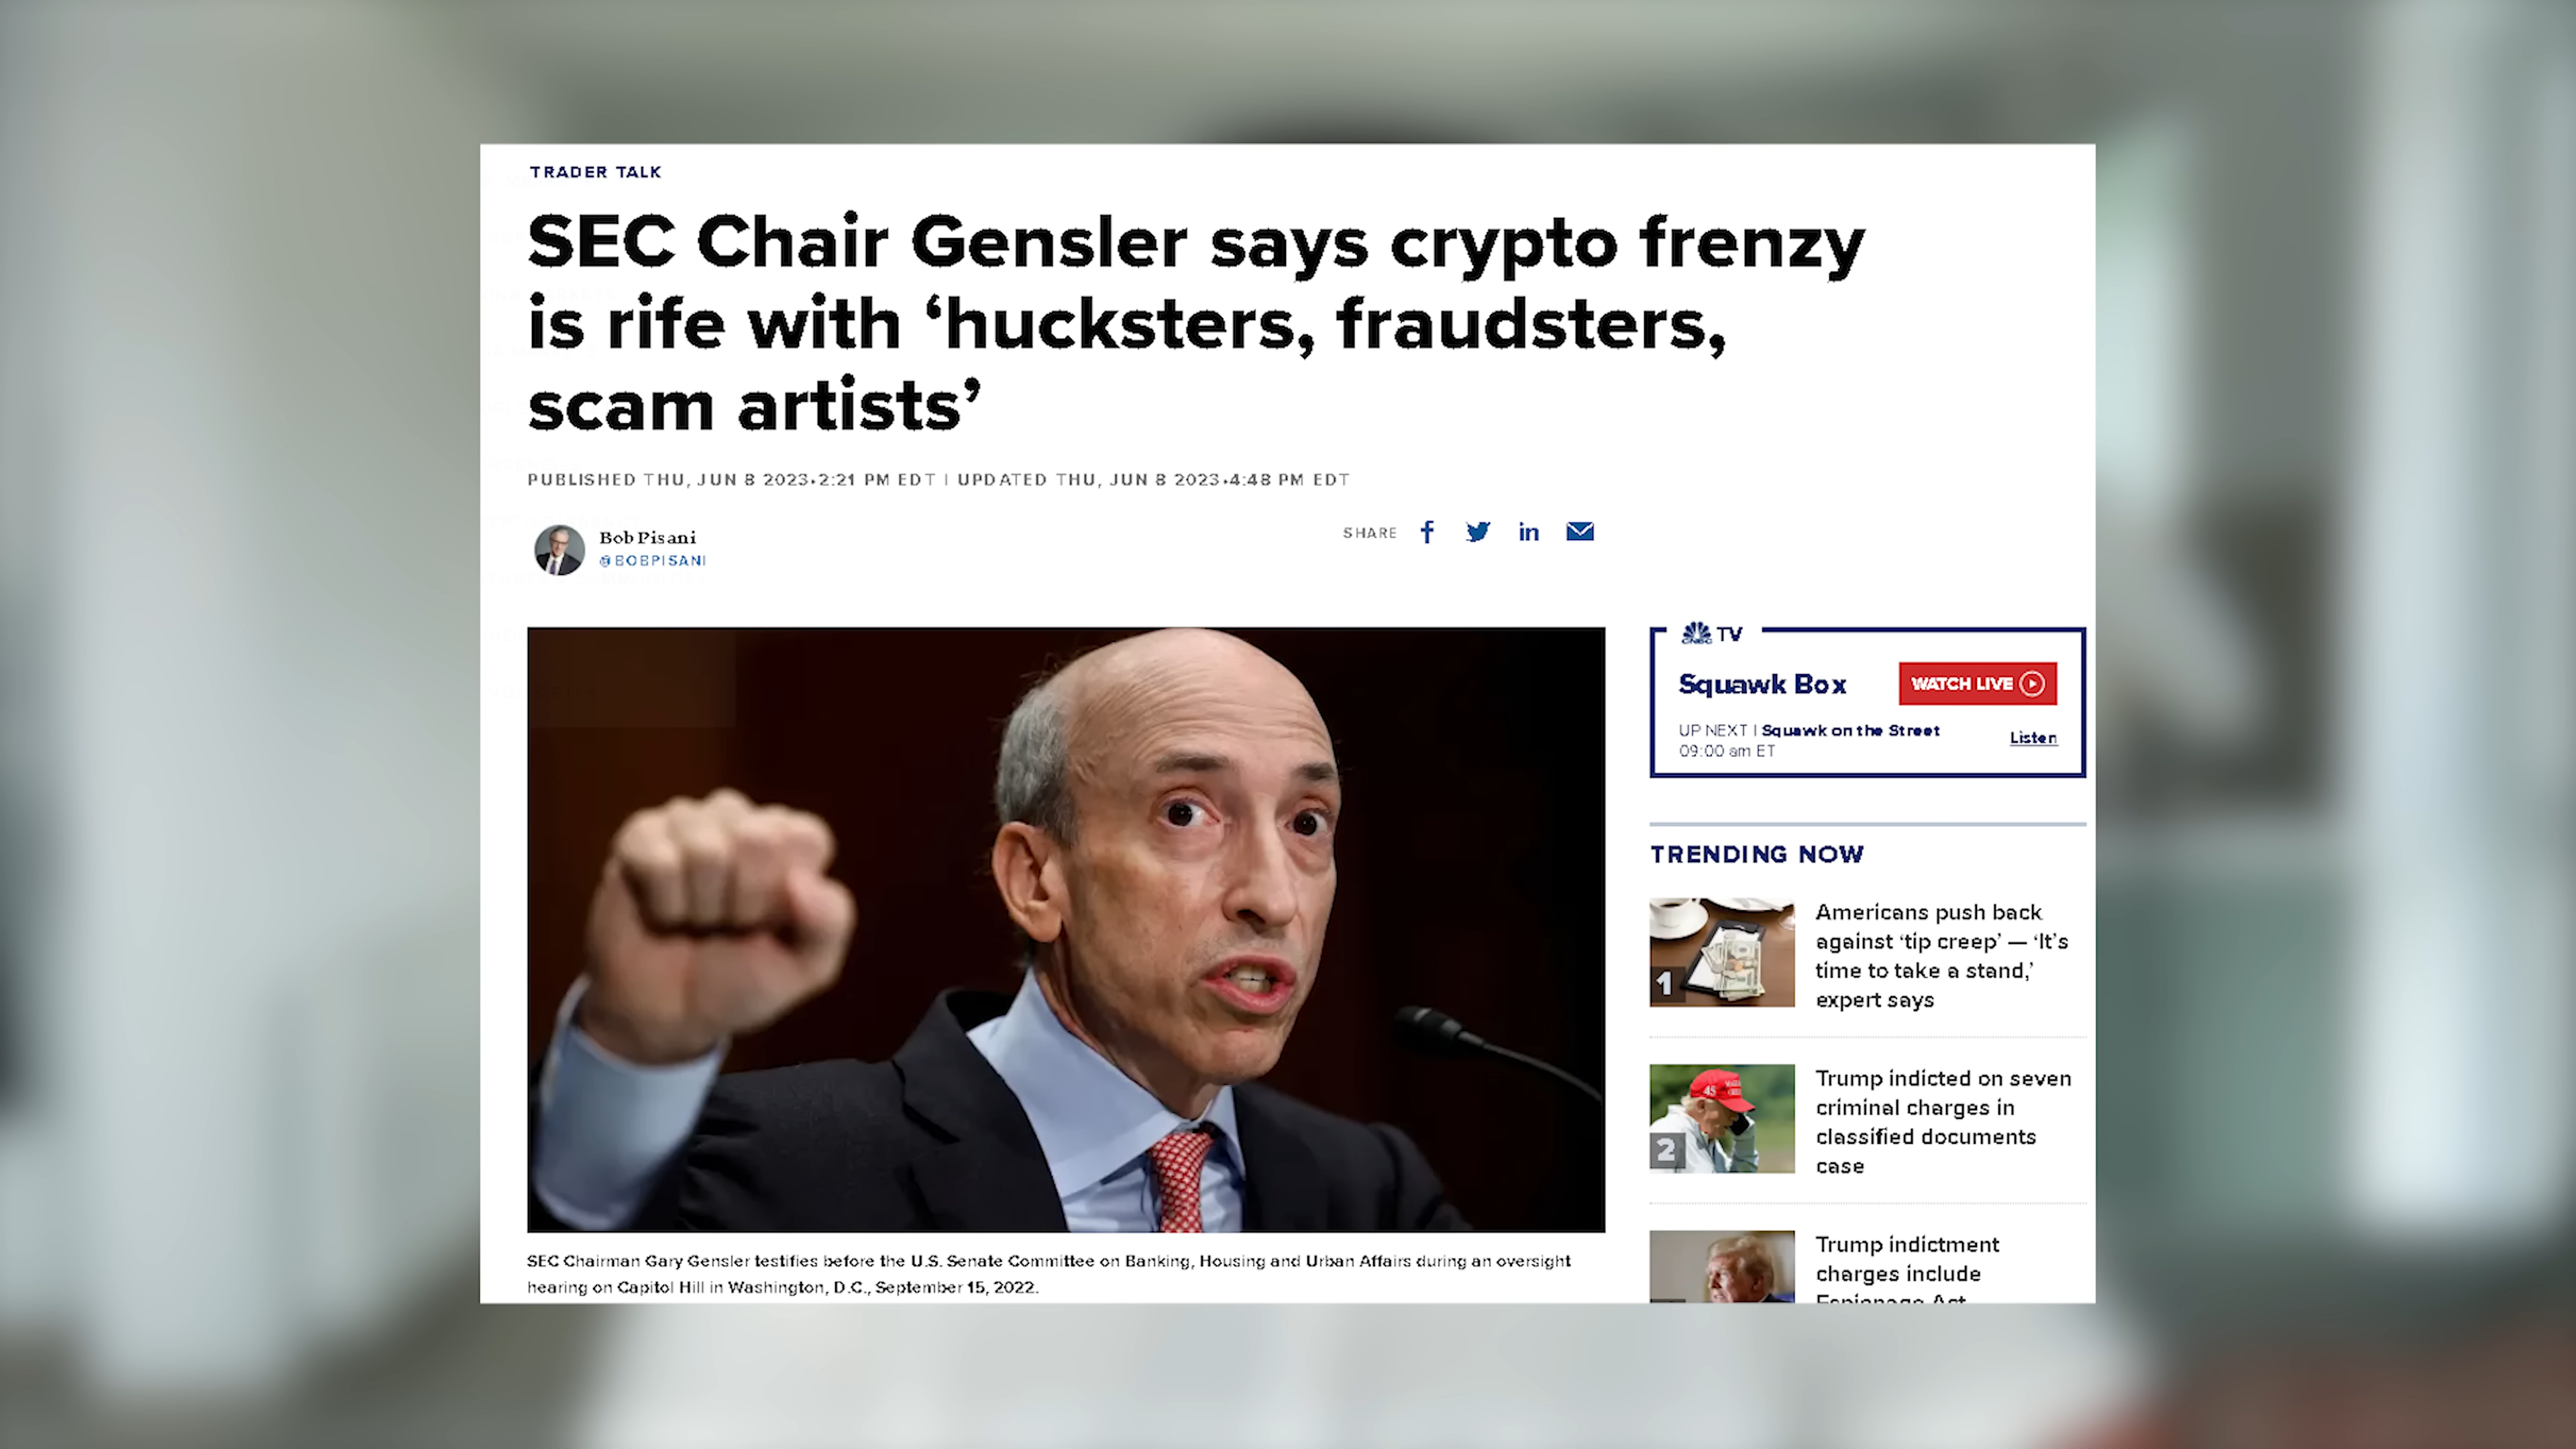 TRADER TALK
SEC Chair Gensler says crypto frenzy
is rife with ‘hucksters, fraudsters,
scam artists’
PUBLISHED THU, JUN 8 2023•2:21 PM EDT | UPDATED THU, JUN 8 2023•4:48 PM EDT
Bob Pisani
@BOBPISANI
SHARE
CNBC TV
Squawk Box
WATCH LIVE
UP NEXT | Squawk on the Street
09:00 am ET
Listen
TRENDING NOW
1
Americans push back
against ‘tip creep’ — ‘It’s
time to take a stand,’
expert says
45
2
Trump indicted on seven
criminal charges in
classified documents
case
Trump indictment
charges include
Espionage Act
SEC Chairman Gary Gensler testifies before the U.S. Senate Committee on Banking, Housing and Urban Affairs during an oversight
hearing on Capitol Hill in Washington, D.C., September 15, 2022.